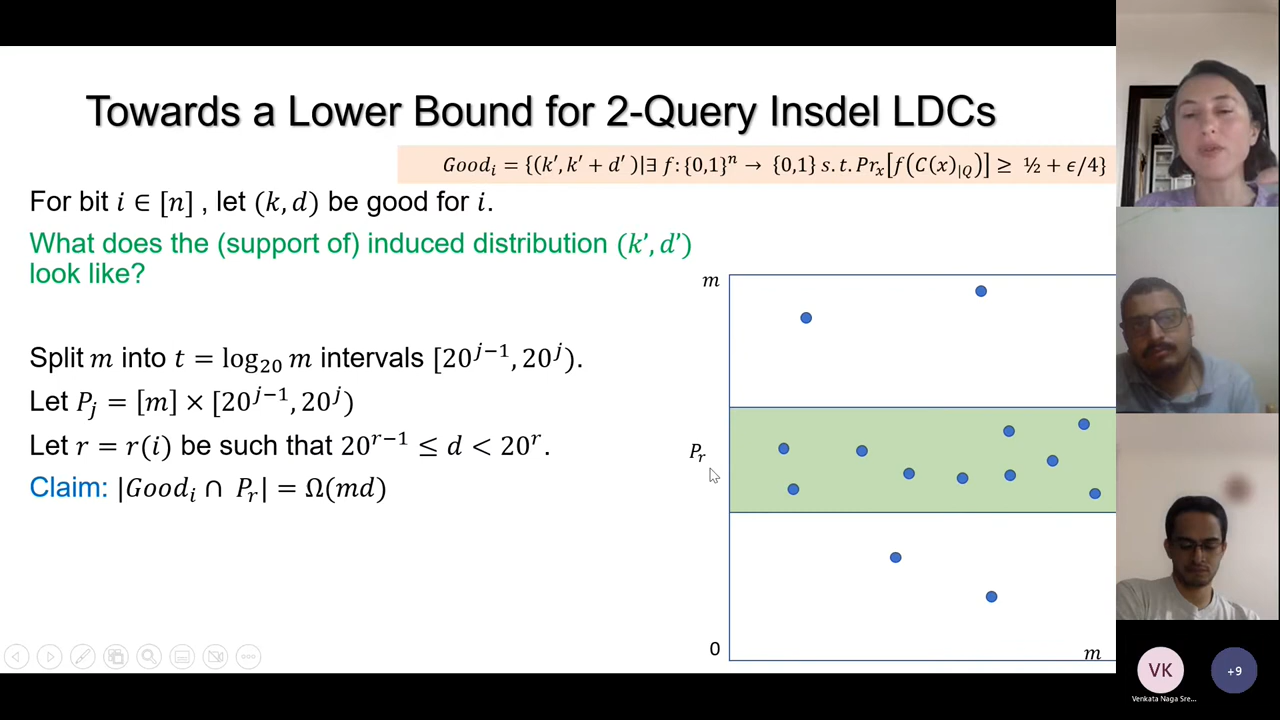 Towards a Lower Bound for 2-Query Insdel LDCs
Good_i = {(k′, k′ + d′)|∃ f: {0,1}^n → {0,1} s. t. Pr_x[f(C(x)_{|Q})] ≥ ½ + ϵ/4}
For bit i ∈ [n] , let (k, d) be good for i.
What does the (support of) induced distribution (k’, d’)
look like?
Split m into t = log_20 m intervals [20^{j−1}, 20^j).
Let P_j = [m] × [20^{j−1}, 20^j)
Let r = r(i) be such that 20^{r−1} ≤ d < 20^r.
Claim: |Good_i ∩ P_r| = Ω(md)
m
P_r
0
m
VK
Venkata Naga Sre...
+9